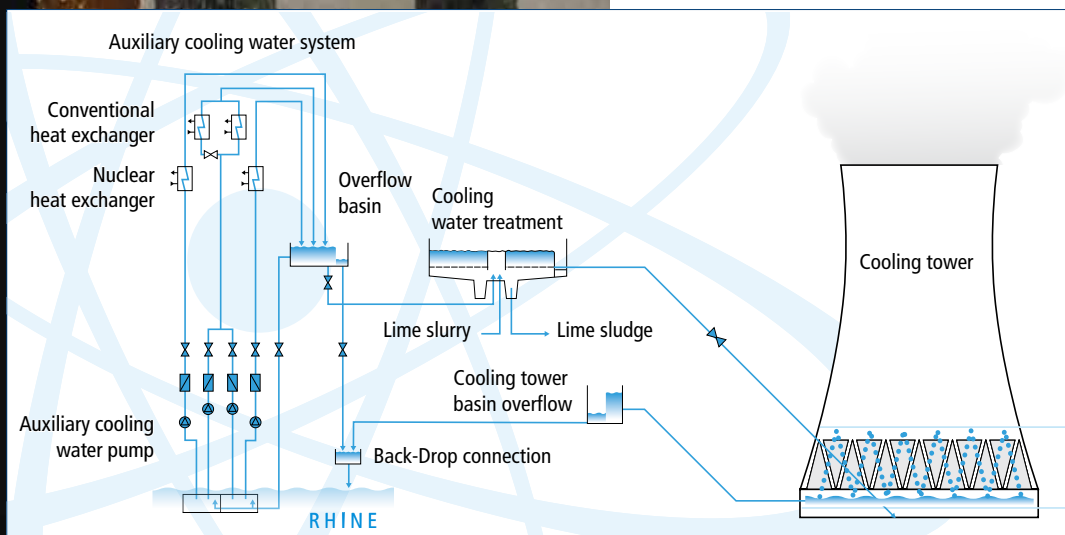 Auxiliary cooling water system
Conventional
heat exchanger
Nuclear
heat exchanger
Overflow
basin
Cooling
water treatment
Cooling tower
Lime slurry
Lime sludge
Cooling tower
basin overflow
Auxiliary cooling
water pump
Back-Drop connection
RHINE